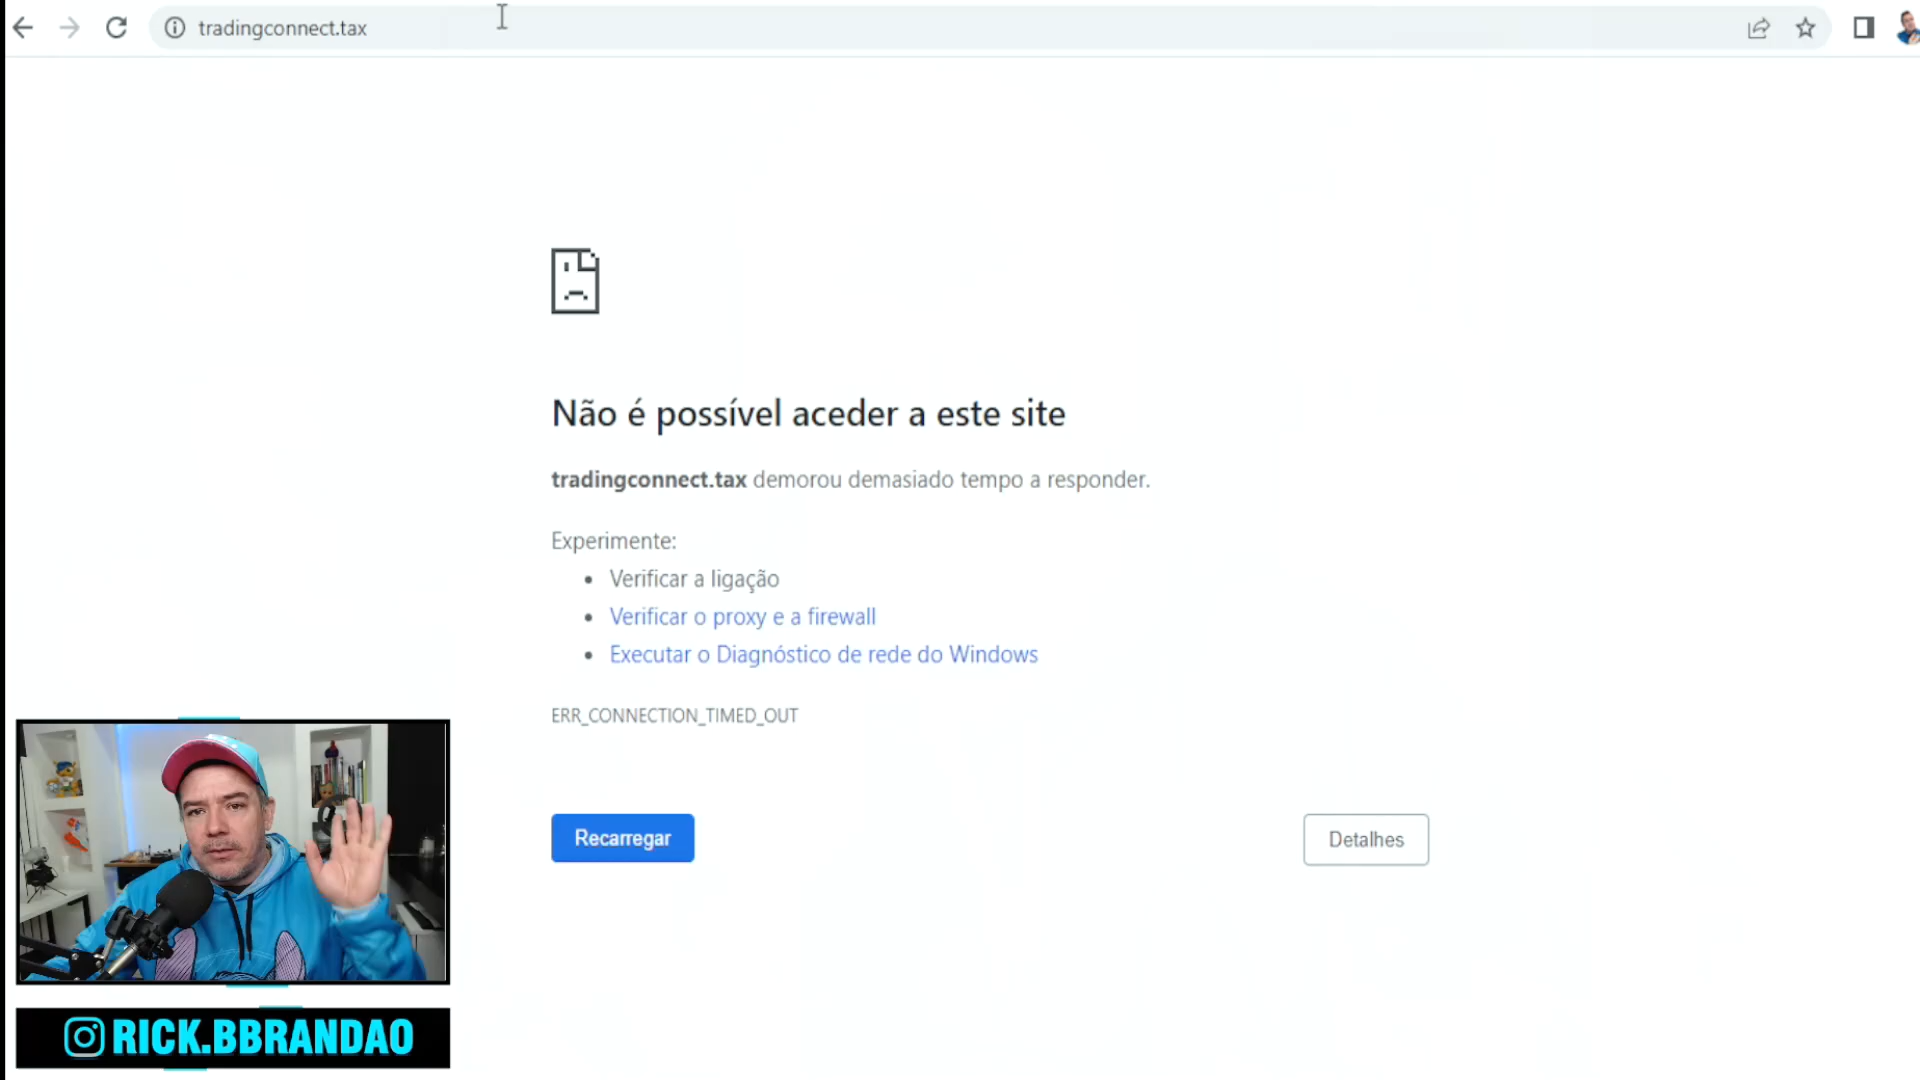 tradingconnect.tax
Não é possível aceder a este site
tradingconnect.tax demorou demasiado tempo a responder.
Experimente:
• Verificar a ligação
• Verificar o proxy e a firewall
• Executar o Diagnóstico de rede do Windows
ERR_CONNECTION_TIMED_OUT
Recarregar
Detalhes
RICK.BBRANDAO